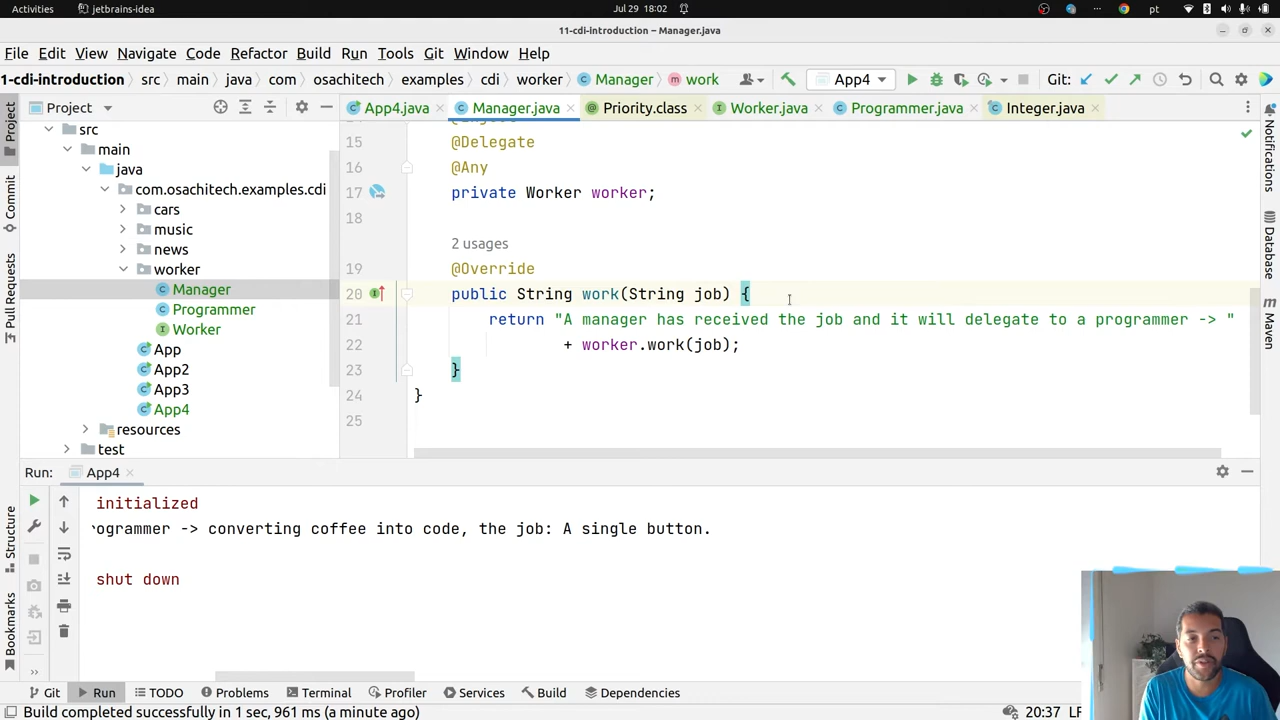 Activities
jetbrains-idea
Jul 29 18:02
pt
11-cdi-introduction – Manager.java
File Edit View Navigate Code Refactor Build Run Tools Git Window Help
1-cdi-introduction src main java com osachitech examples cdi worker Manager work
App4
Git:
Project
App4.java
Manager.java
Priority.class
Worker.java
Programmer.java
Integer.java
src
main
java
com.osachitech.examples.cdi
cars
music
news
worker
Manager
Programmer
Worker
App
App2
App3
App4
resources
test
15 @Delegate
16 @Any
17 private Worker worker;
18
2 usages
19 @Override
20 public String work(String job) {
21 return "A manager has received the job and it will delegate to a programmer -> "
22 + worker.work(job);
23 }
24 }
25
Project
Commit
Pull Requests
Structure
Bookmarks
Notifications
Database
Maven
Run: App4
initialized
rogrammer -> converting coffee into code, the job: A single button.
shut down
Git Run TODO Problems Terminal Profiler Services Build Dependencies
Build completed successfully in 1 sec, 961 ms (a minute ago)
20:37 LF